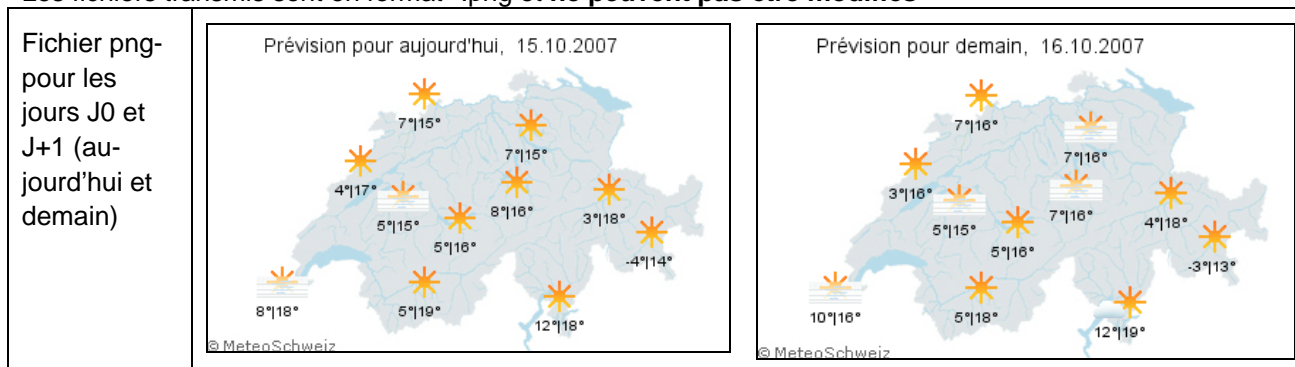 Fichier png-
pour les
jours J0 et
J+1 (au-
jourd'hui et
demain)
Prévision pour aujourd'hui, 15.10.2007
7°|15°
7°|15°
4°|17°
8°|16°
3°|18°
5°|15°
5°|16°
-4°|14°
8°|18°
5°|19°
12°|18°
© MeteoSchweiz
Prévision pour demain, 16.10.2007
7°|16°
7°|16°
3°|16°
7°|16°
4°|18°
5°|15°
5°|16°
-3°|13°
10°|16°
5°|18°
12°|19°
© MeteoSchweiz